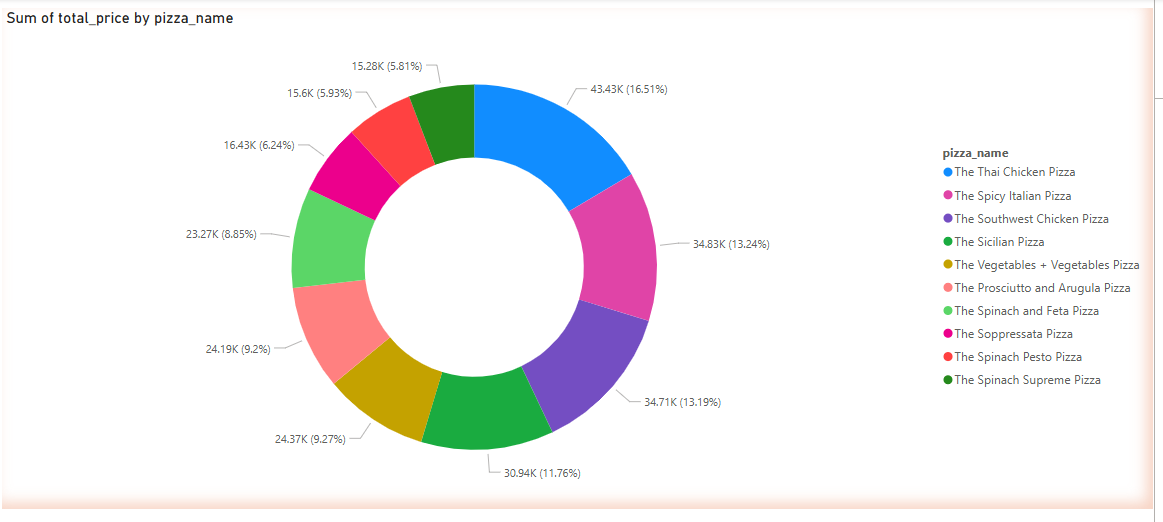 Sum of total_price by pizza_name
15.28K (5.81%)
43.43K (16.51%)
15.6K (5.93%)
16.43K (6.24%)
23.27K (8.85%)
34.83K (13.24%)
24.19K (9.2%)
34.71K (13.19%)
24.37K (9.27%)
30.94K (11.76%)
pizza_name
The Thai Chicken Pizza
The Spicy Italian Pizza
The Southwest Chicken Pizza
The Sicilian Pizza
The Vegetables + Vegetables Pizza
The Prosciutto and Arugula Pizza
The Spinach and Feta Pizza
The Soppressata Pizza
The Spinach Pesto Pizza
The Spinach Supreme Pizza